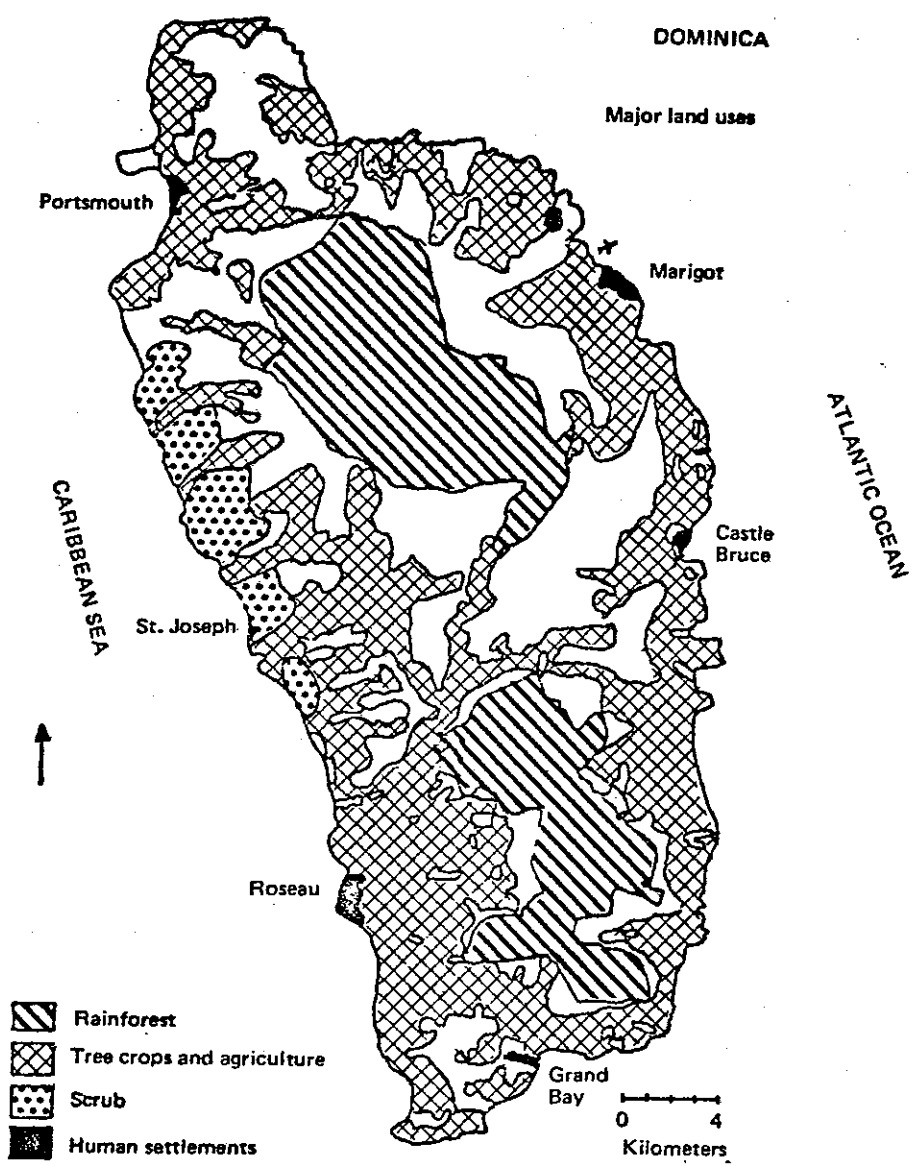 DOMINICA
Major land uses
Portsmouth
Marigot
ATLANTIC OCEAN
CARIBBEAN SEA
Castle
Bruce
St. Joseph
Roseau
Grand
Bay
Rainforest
Tree crops and agriculture
Scrub
Human settlements
0 4
Kilometers